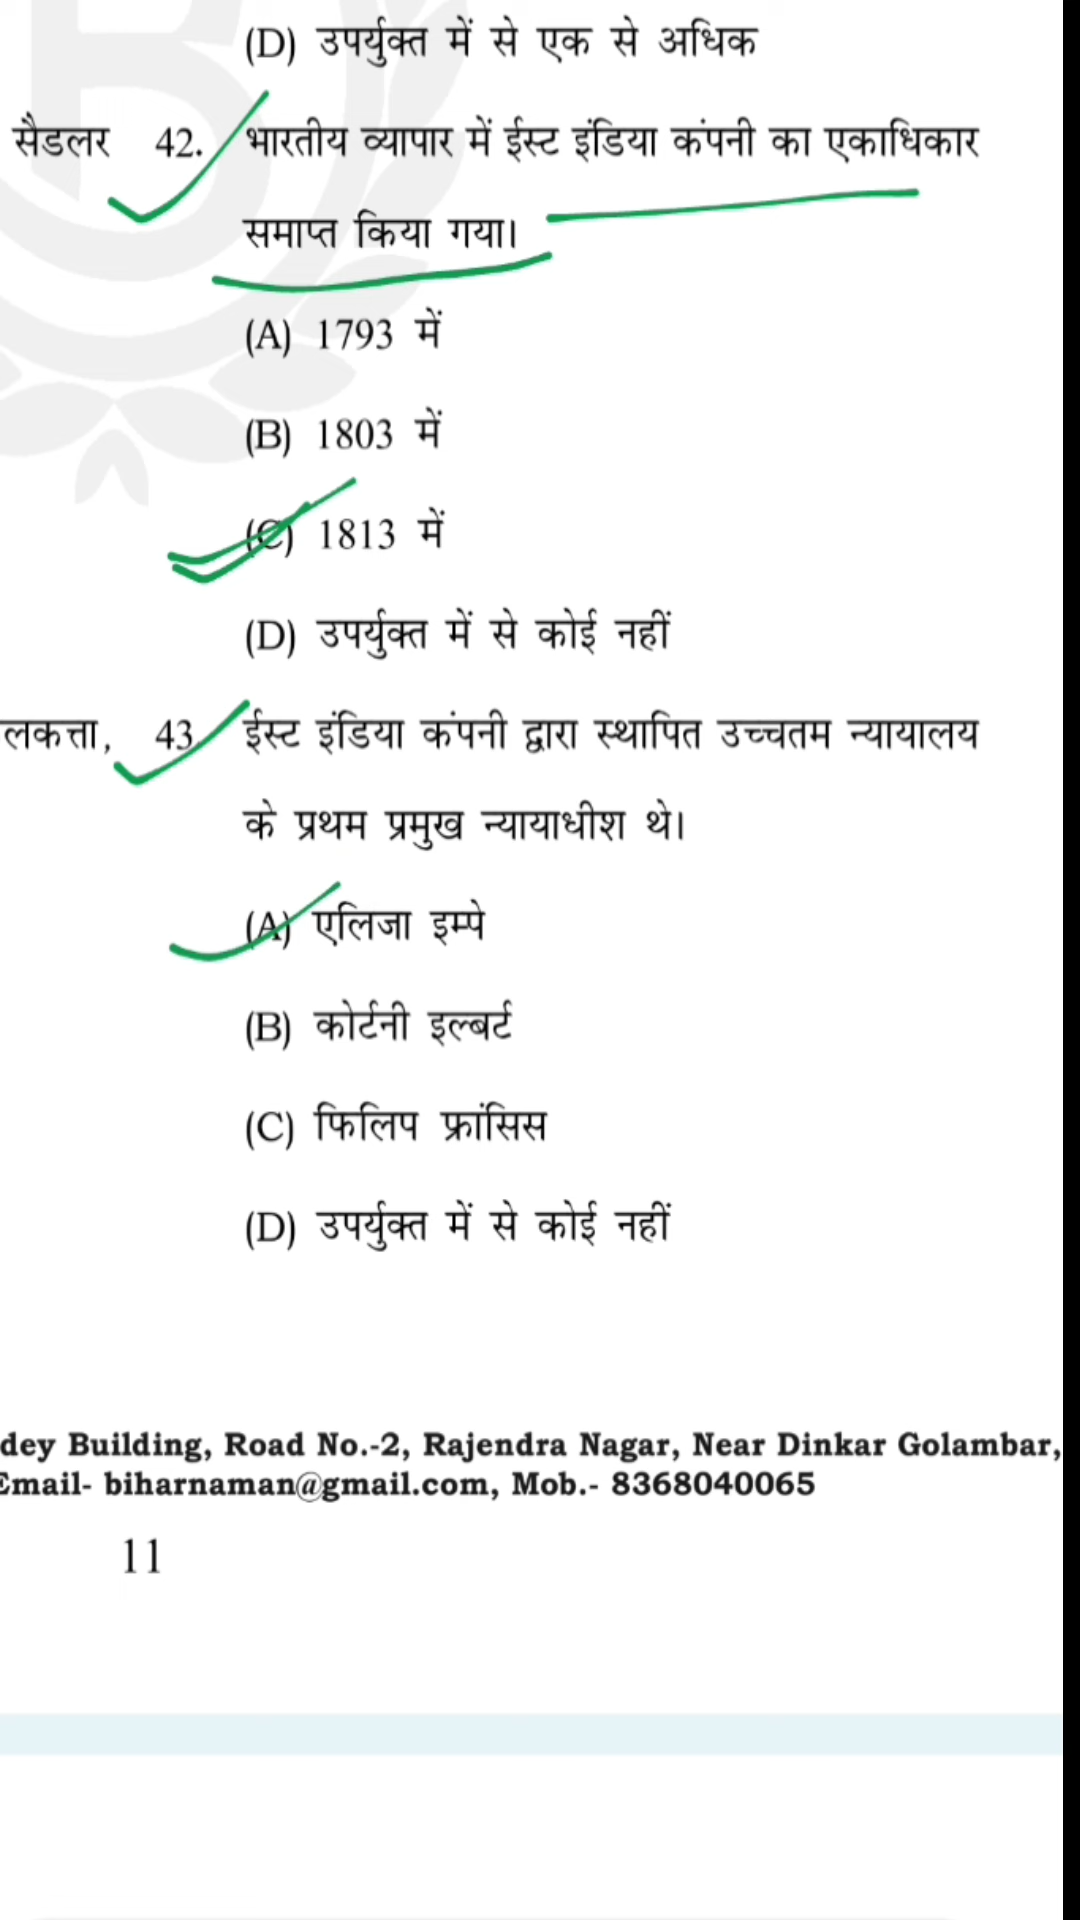 (D) उपर्युक्त में से एक से अधिक
सैडलर 42. भारतीय व्यापार में ईस्ट इंडिया कंपनी का एकाधिकार
समाप्त किया गया।
(A) 1793 में
(B) 1803 में
(C) 1813 में
(D) उपर्युक्त में से कोई नहीं
लकत्ता, 43. ईस्ट इंडिया कंपनी द्वारा स्थापित उच्चतम न्यायालय
के प्रथम प्रमुख न्यायाधीश थे।
(A) एलिजा इम्पे
(B) कोर्टनी इल्बर्ट
(C) फिलिप फ्रांसिस
(D) उपर्युक्त में से कोई नहीं
dey Building, Road No.-2, Rajendra Nagar, Near Dinkar Golambar,
Email- biharnaman@gmail.com, Mob.- 8368040065
11